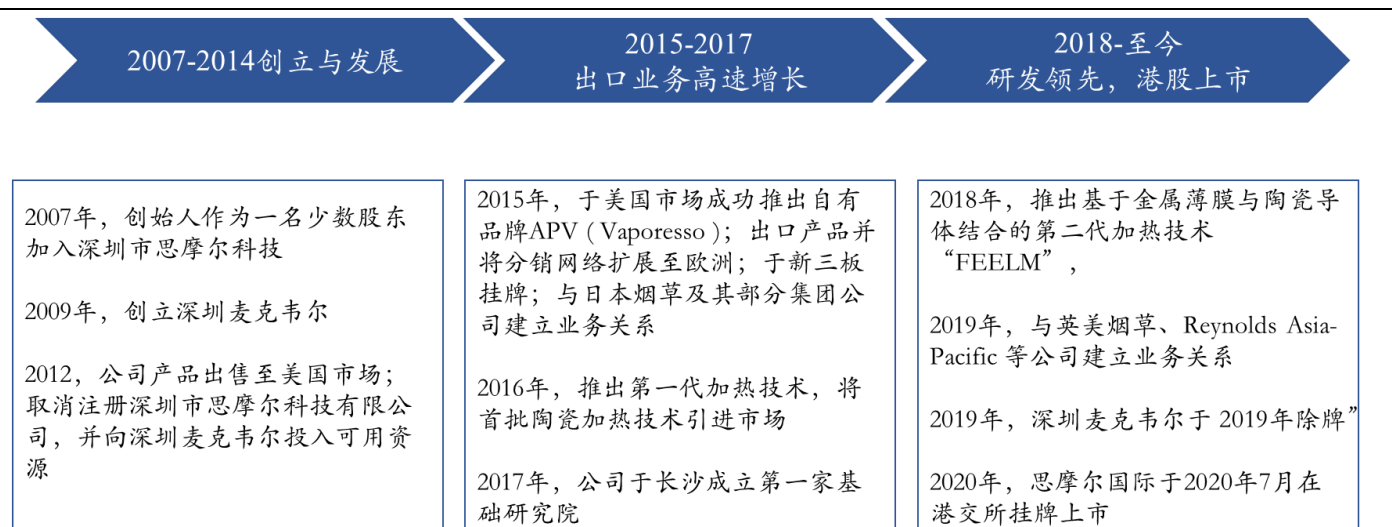 2007-2014创立与发展
2015-2017
出口业务高速增长
2018-至今
研发领先，港股上市
2007年，创始人作为一名少数股东
加入深圳市思摩尔科技
2009年，创立深圳麦克韦尔
2012，公司产品出售至美国市场；
取消注册深圳市思摩尔科技有限公
司，并向深圳麦克韦尔投入可用资
源
2015年，于美国市场成功推出自有
品牌APV（Vaporesso）；出口产品并
将分销网络扩展至欧洲；于新三板
挂牌；与日本烟草及其部分集团公
司建立业务关系
2016年，推出第一代加热技术，将
首批陶瓷加热技术引进市场
2017年，公司于长沙成立第一家基
础研究院
2018年，推出基于金属薄膜与陶瓷导
体结合的第二代加热技术
“FEELM”，
2019年，与英美烟草、Reynolds Asia-
Pacific 等公司建立业务关系
2019年，深圳麦克韦尔于 2019年除牌”
2020年，思摩尔国际于2020年7月在
港交所挂牌上市